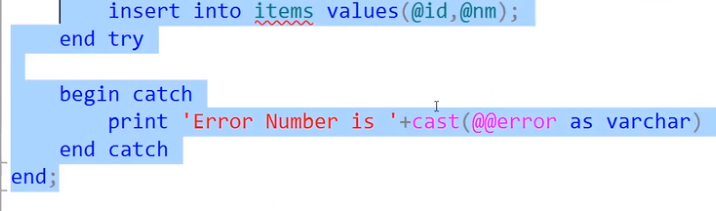 insert into items values(@id,@nm);
end try
begin catch
print 'Error Number is '+cast(@@error as varchar)
end catch
end;